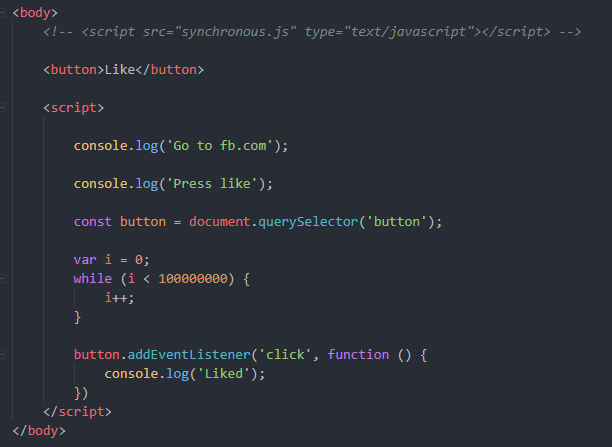 <body>
<!-- <script src="synchronous.js" type="text/javascript"></script> -->
<button>Like</button>
<script>
console.log('Go to fb.com');
console.log('Press like');
const button = document.querySelector('button');
var i = 0;
while (i < 100000000) {
i++;
}
button.addEventListener('click', function () {
console.log('Liked');
})
</script>
</body>